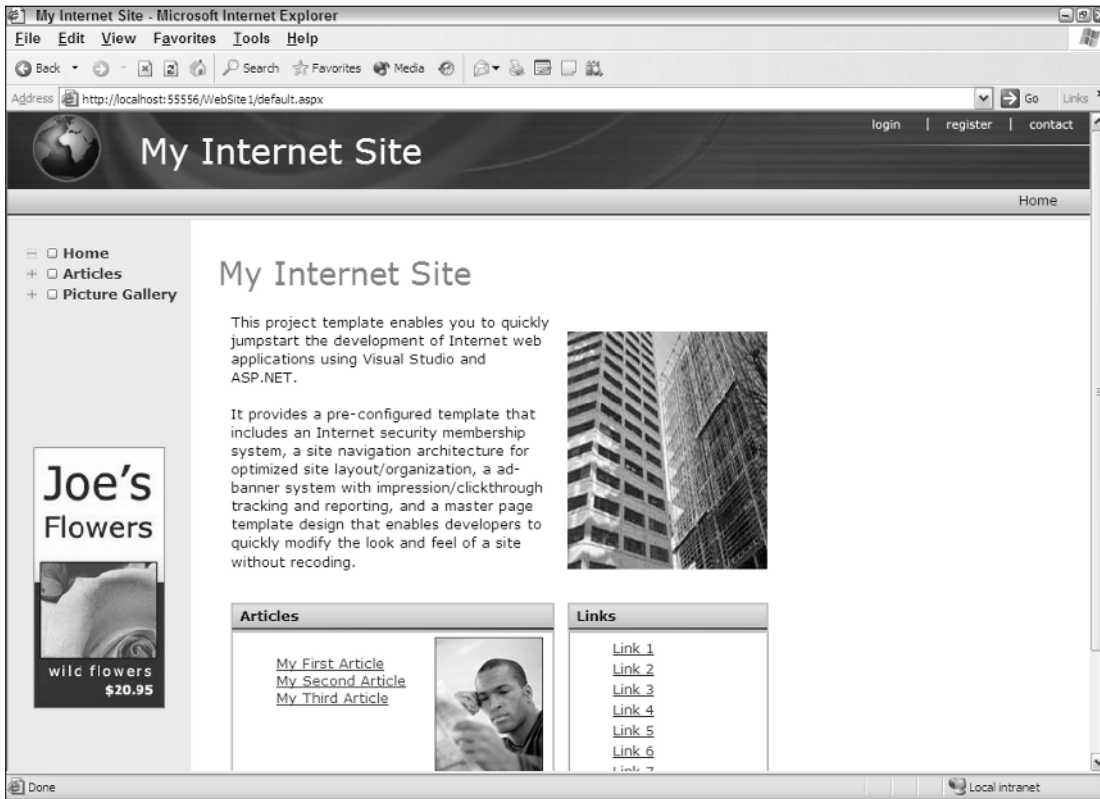 My Internet Site - Microsoft Internet Explorer
File Edit View Favorites Tools Help
Back Search Favorites Media
Address http://localhost:55556/WebSite1/default.aspx Go Links
My Internet Site
login | register | contact
Home
Home
Articles
Picture Gallery
Joe's
Flowers
wild flowers
$20.95
My Internet Site
This project template enables you to quickly
jumpstart the development of Internet web
applications using Visual Studio and
ASP.NET.
It provides a pre-configured template that
includes an Internet security membership
system, a site navigation architecture for
optimized site layout/organization, a ad-
banner system with impression/clickthrough
tracking and reporting, and a master page
template design that enables developers to
quickly modify the look and feel of a site
without recoding.
Articles
My First Article
My Second Article
My Third Article
Links
Link 1
Link 2
Link 3
Link 4
Link 5
Link 6
Link 7
Done
Local intranet